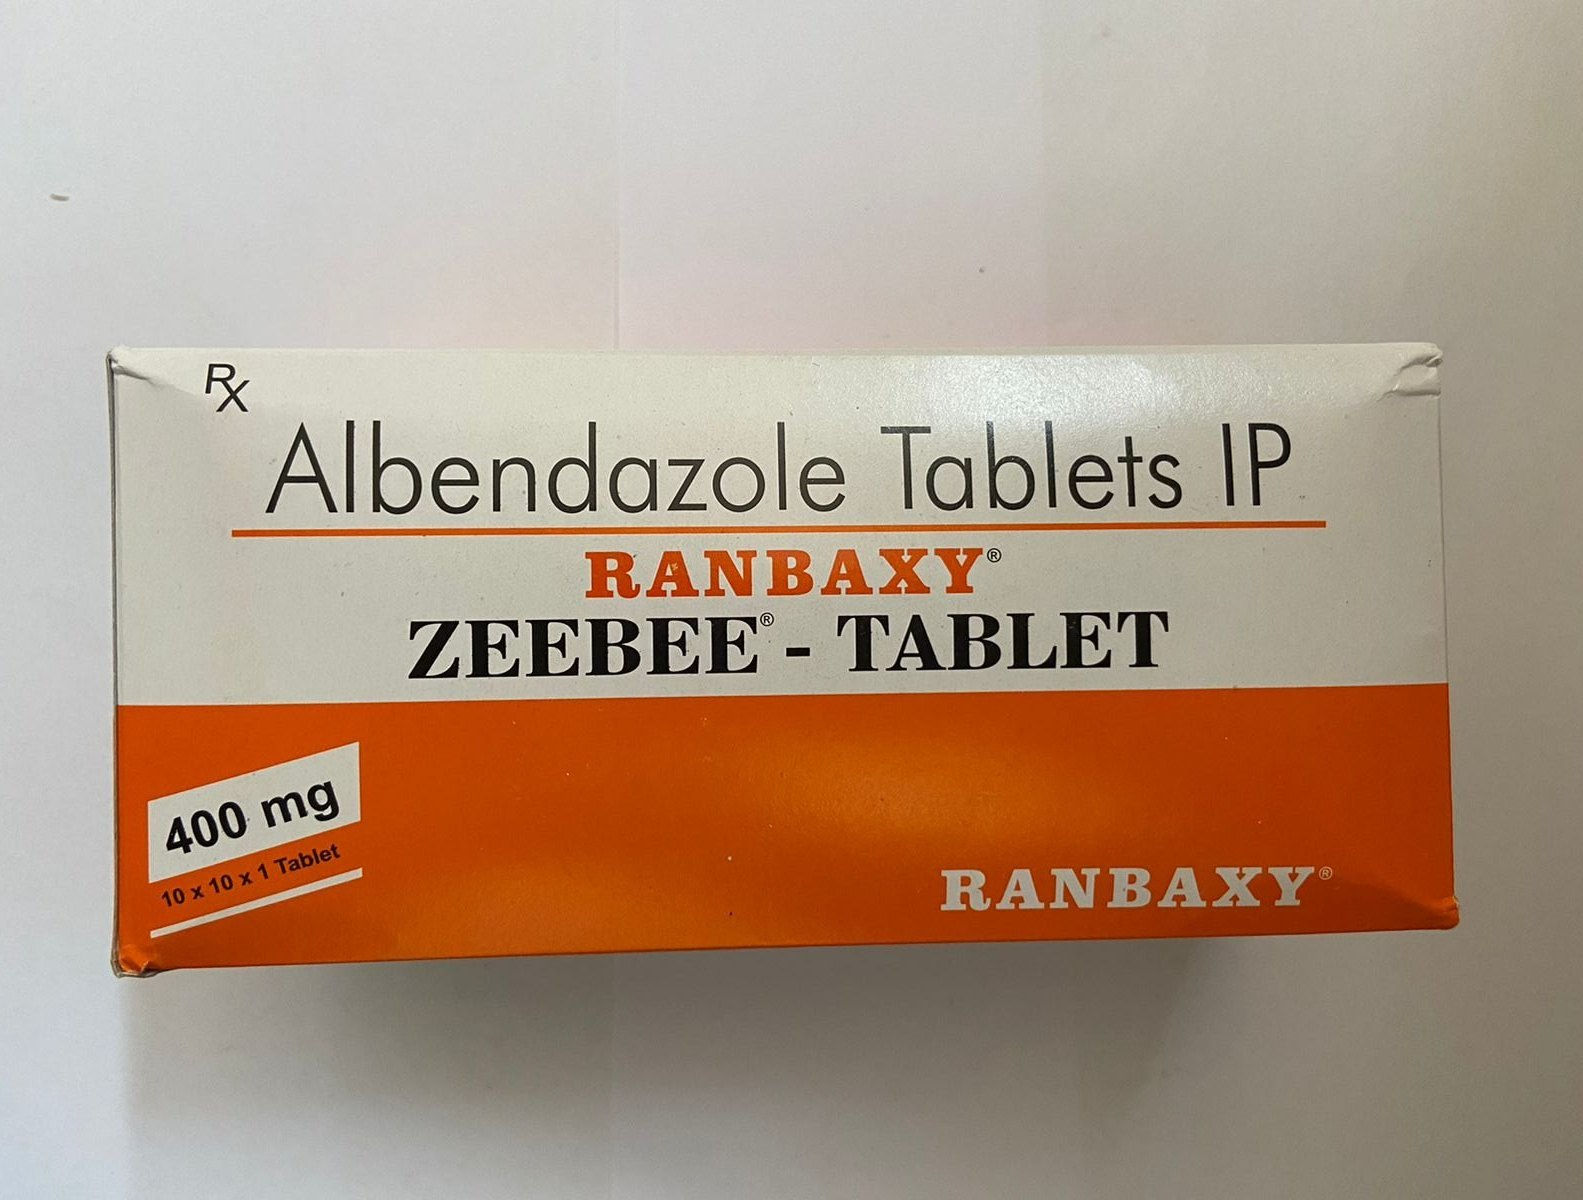 Rx
Albendazole Tablets IP
RANBAXY®
ZEEBEE® - TABLET
400 mg
10 x 10 x 1 Tablet
RANBAXY®